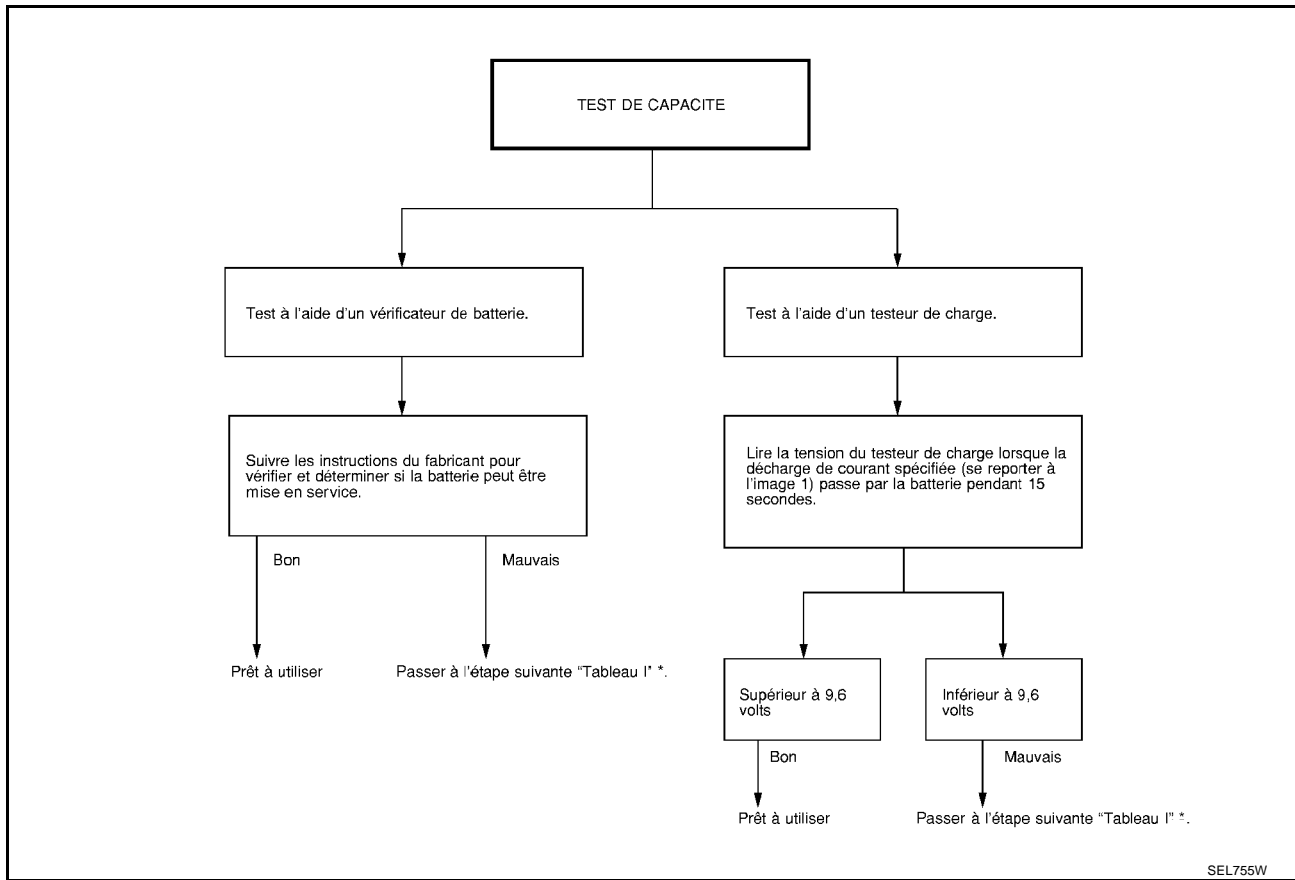 TEST DE CAPACITE
Test à l'aide d'un vérificateur de batterie.
Test à l'aide d'un testeur de charge.
Suivre les instructions du fabricant pour
vérifier et déterminer si la batterie peut être
mise en service.
Lire la tension du testeur de charge lorsque la
décharge de courant spécifiée (se reporter à
l'image 1) passe par la batterie pendant 15
secondes.
Bon
Mauvais
Prêt à utiliser
Passer à l'étape suivante "Tableau I" *.
Supérieur à 9,6
volts
Inférieur à 9,6
volts
Bon
Mauvais
Prêt à utiliser
Passer à l'étape suivante "Tableau I" *.
SEL755W